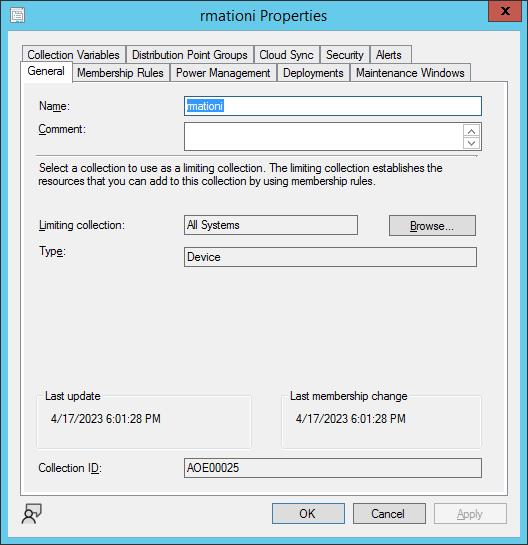 rmationi Properties
x
Collection Variables Distribution Point Groups Cloud Sync Security Alerts
General Membership Rules Power Management Deployments Maintenance Windows
Name: rmationi
Comment:
Select a collection to use as a limiting collection. The limiting collection establishes the
resources that you can add to this collection by using membership rules.
Limiting collection: All Systems Browse...
Type: Device
Last update Last membership change
4/17/2023 6:01:28 PM 4/17/2023 6:01:28 PM
Collection ID: AOE00025
OK Cancel Apply